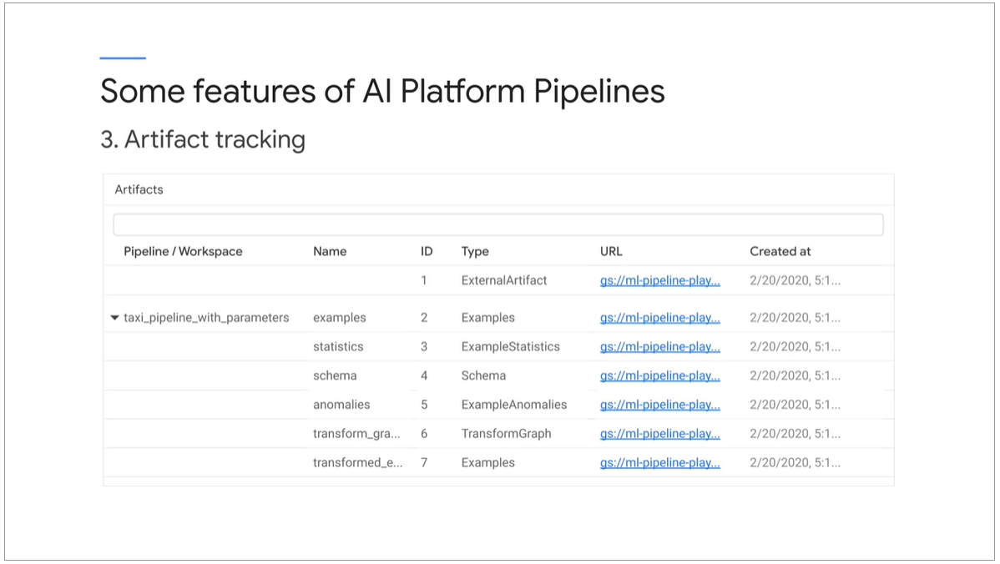 Some features of AI Platform Pipelines
3. Artifact tracking
Artifacts
Pipeline / Workspace Name ID Type URL Created at
1 ExternalArtifact gs://ml-pipeline-play... 2/20/2020, 5:1...
taxi_pipeline_with_parameters examples 2 Examples gs://ml-pipeline-play... 2/20/2020, 5:1...
statistics 3 ExampleStatistics gs://ml-pipeline-play... 2/20/2020, 5:1...
schema 4 Schema gs://ml-pipeline-play... 2/20/2020, 5:1...
anomalies 5 ExampleAnomalies gs://ml-pipeline-play... 2/20/2020, 5:1...
transform_gra... 6 TransformGraph gs://ml-pipeline-play... 2/20/2020, 5:1...
transformed_e... 7 Examples gs://ml-pipeline-play... 2/20/2020, 5:1...